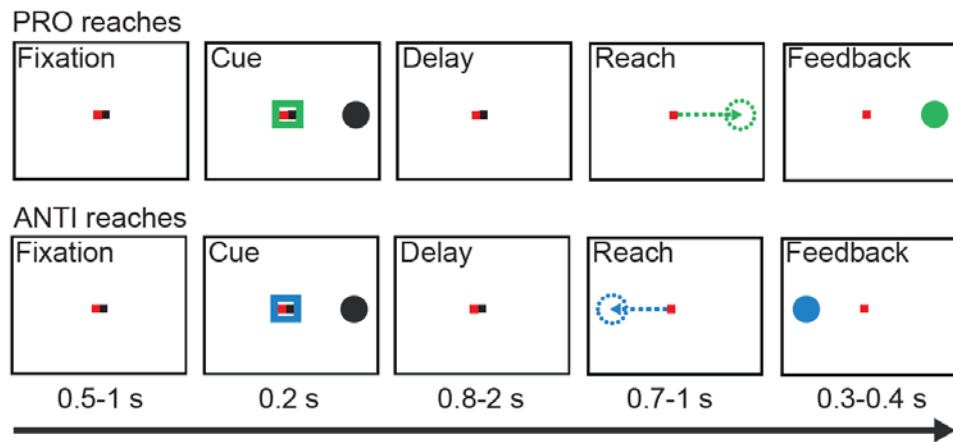 PRO reaches
Fixation Cue Delay Reach Feedback
ANTI reaches
Fixation Cue Delay Reach Feedback
0.5-1 s 0.2 s 0.8-2 s 0.7-1 s 0.3-0.4 s